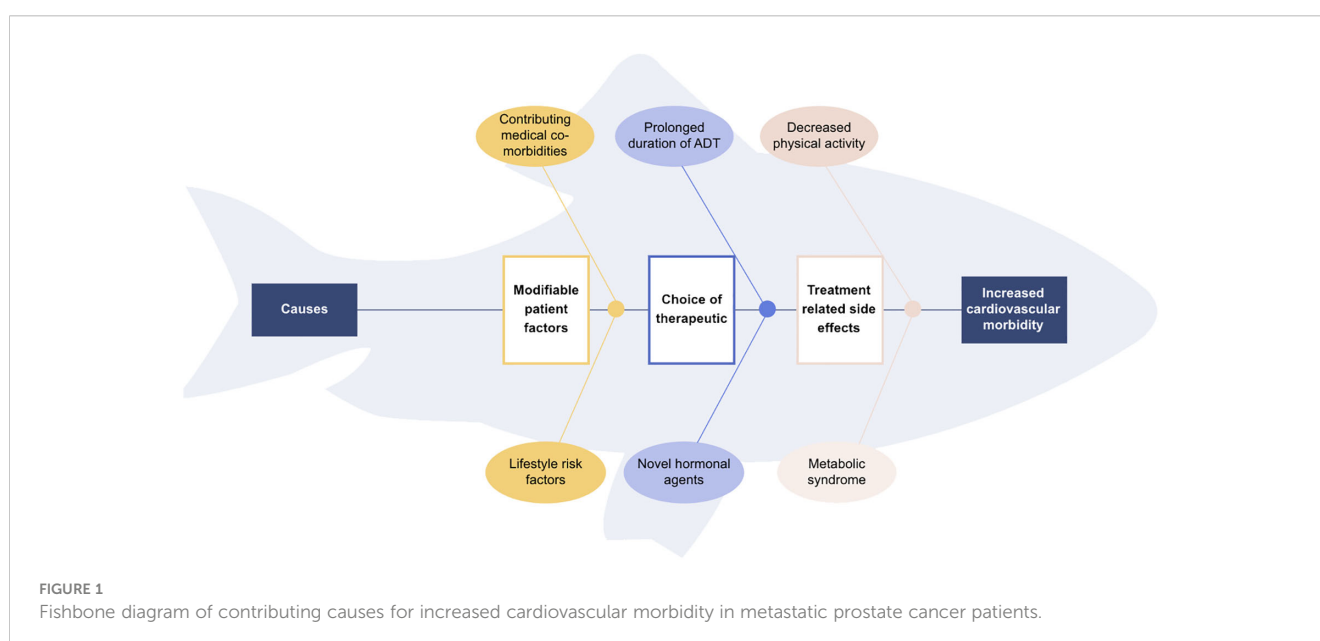 Contributing
medical co-
morbidities
Prolonged
duration of ADT
Decreased
physical activity
Causes
Modifiable
patient
factors
Choice of
therapeutic
Treatment
related side
effects
Increased
cardiovascular
morbidity
Lifestyle risk
factors
Novel hormonal
agents
Metabolic
syndrome
FIGURE 1
Fishbone diagram of contributing causes for increased cardiovascular morbidity in metastatic prostate cancer patients.